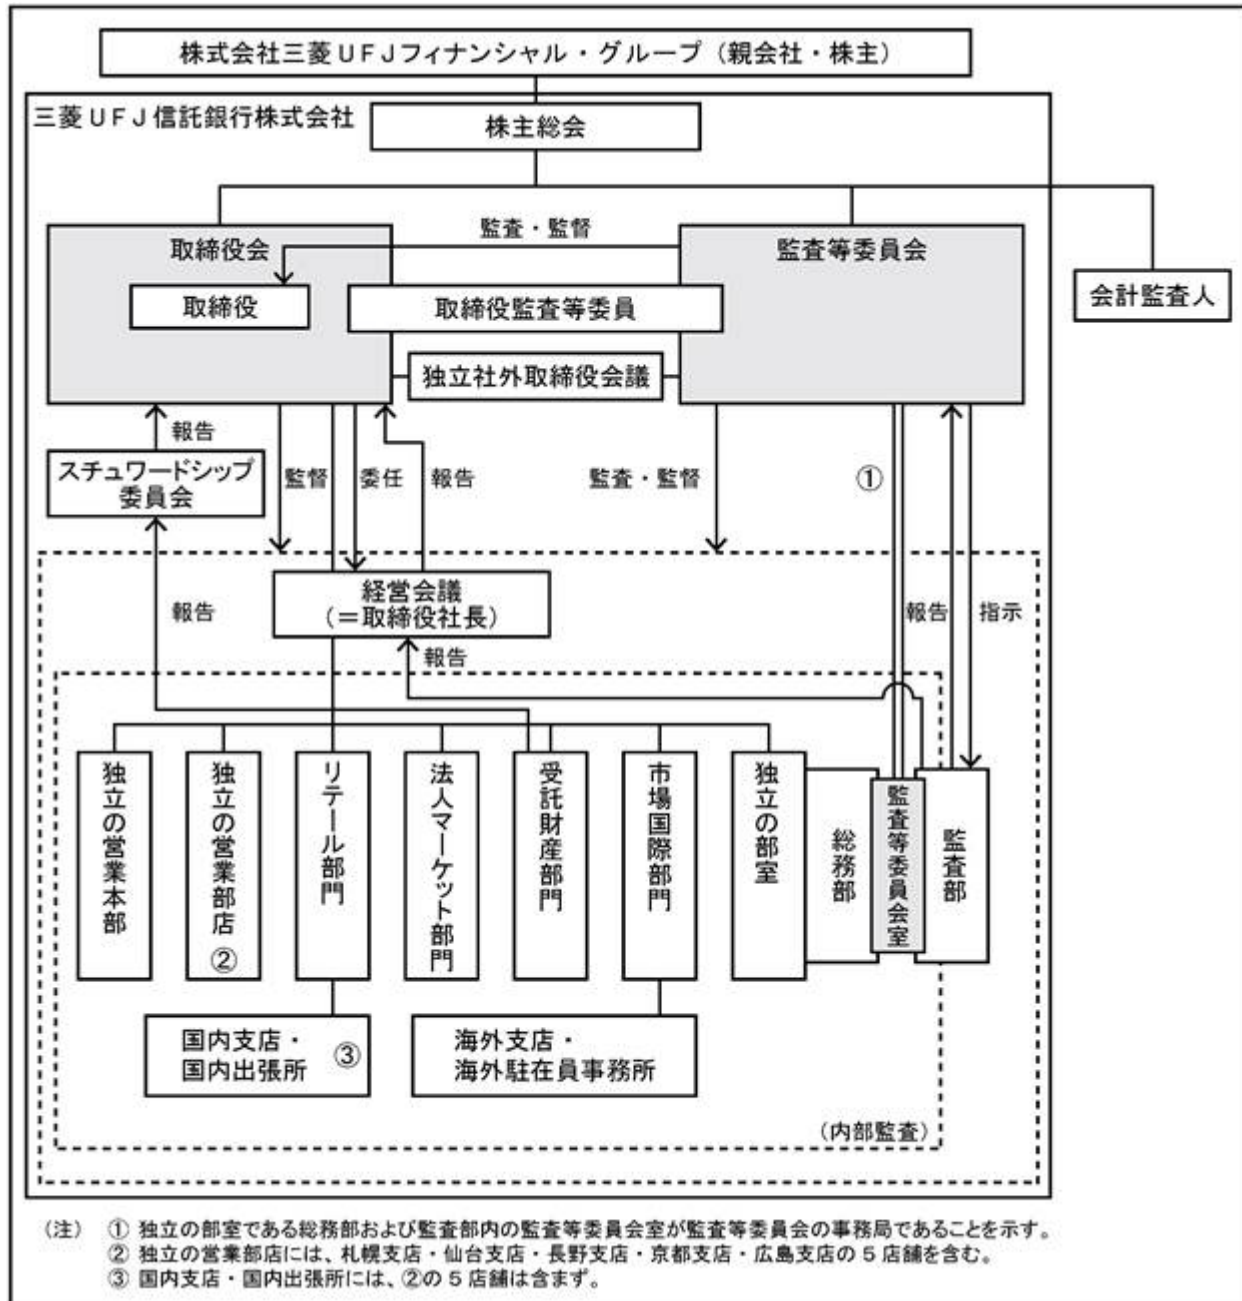 株式会社三菱UFJフィナンシャル・グループ（親会社・株主）
三菱UFJ信託銀行株式会社
株主総会
取締役会
監査・監督
監査等委員会
取締役
取締役監査等委員
会計監査人
独立社外取締役会議
報告
スチュワードシップ
委員会
監督
委任
報告
監査・監督
①
報告
経営会議
（＝取締役社長）
報告
報告
指示
独立の営業本部
独立の営業部店②
リテール部門
法人マーケット部門
受託財産部門
市場国際部門
独立の部室
総務部
監査等委員会室
監査部
国内支店・
国内出張所
③
海外支店・
海外駐在員事務所
（内部監査）
（注） ① 独立の部室である総務部および監査部内の監査等委員会室が監査等委員会の事務局であることを示す。
② 独立の営業部店には、札幌支店・仙台支店・長野支店・京都支店・広島支店の5店舗を含む。
③ 国内支店・国内出張所には、②の5店舗は含まず。